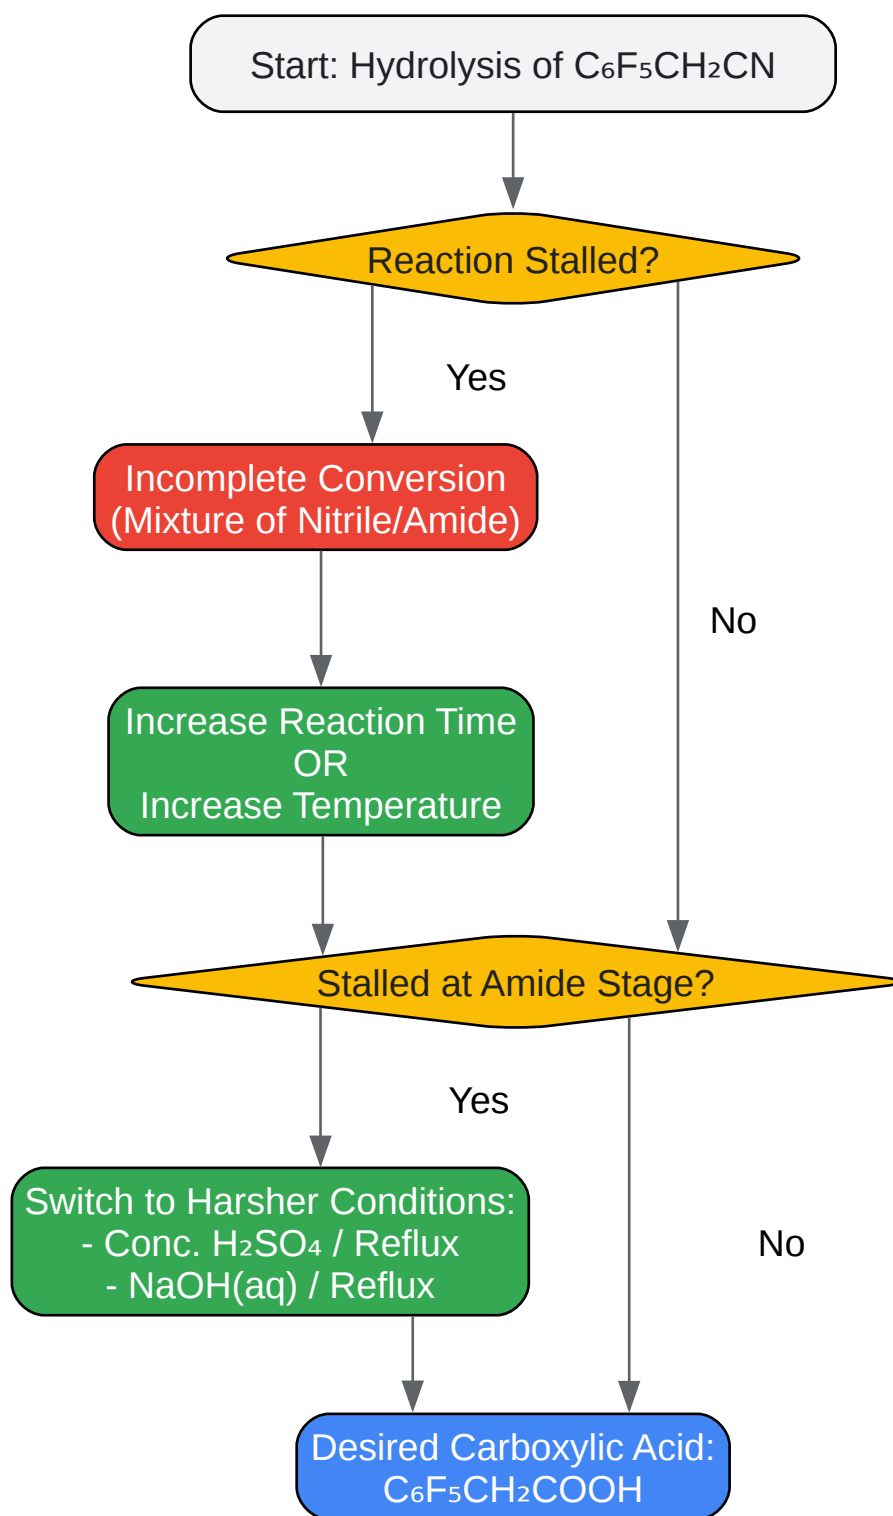 Start: Hydrolysis of C₆F₅CH₂CN
Reaction Stalled?
Yes
Incomplete Conversion
(Mixture of Nitrile/Amide)
No
Increase Reaction Time
OR
Increase Temperature
Stalled at Amide Stage?
Yes
Switch to Harsher Conditions:
- Conc. H₂SO₄ / Reflux
- NaOH(aq) / Reflux
No
Desired Carboxylic Acid:
C₆F₅CH₂COOH